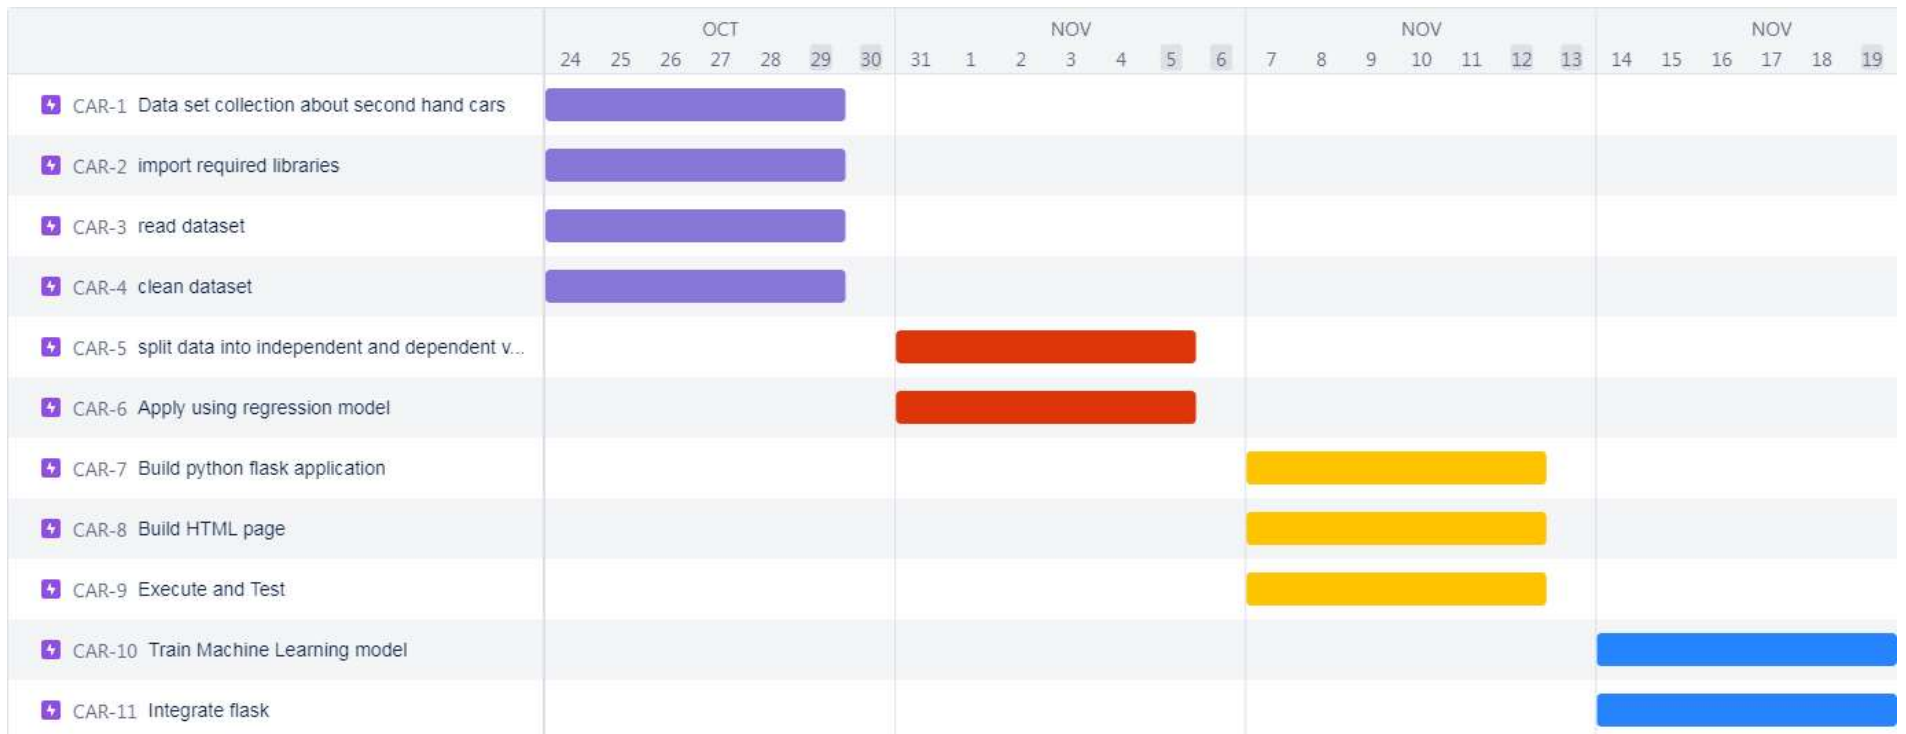 OCT NOV NOV NOV
24 25 26 27 28 29 30 31 1 2 3 4 5 6 7 8 9 10 11 12 13 14 15 16 17 18 19
CAR-1 Data set collection about second hand cars
CAR-2 import required libraries
CAR-3 read dataset
CAR-4 clean dataset
CAR-5 split data into independent and dependent v...
CAR-6 Apply using regression model
CAR-7 Build python flask application
CAR-8 Build HTML page
CAR-9 Execute and Test
CAR-10 Train Machine Learning model
CAR-11 Integrate flask